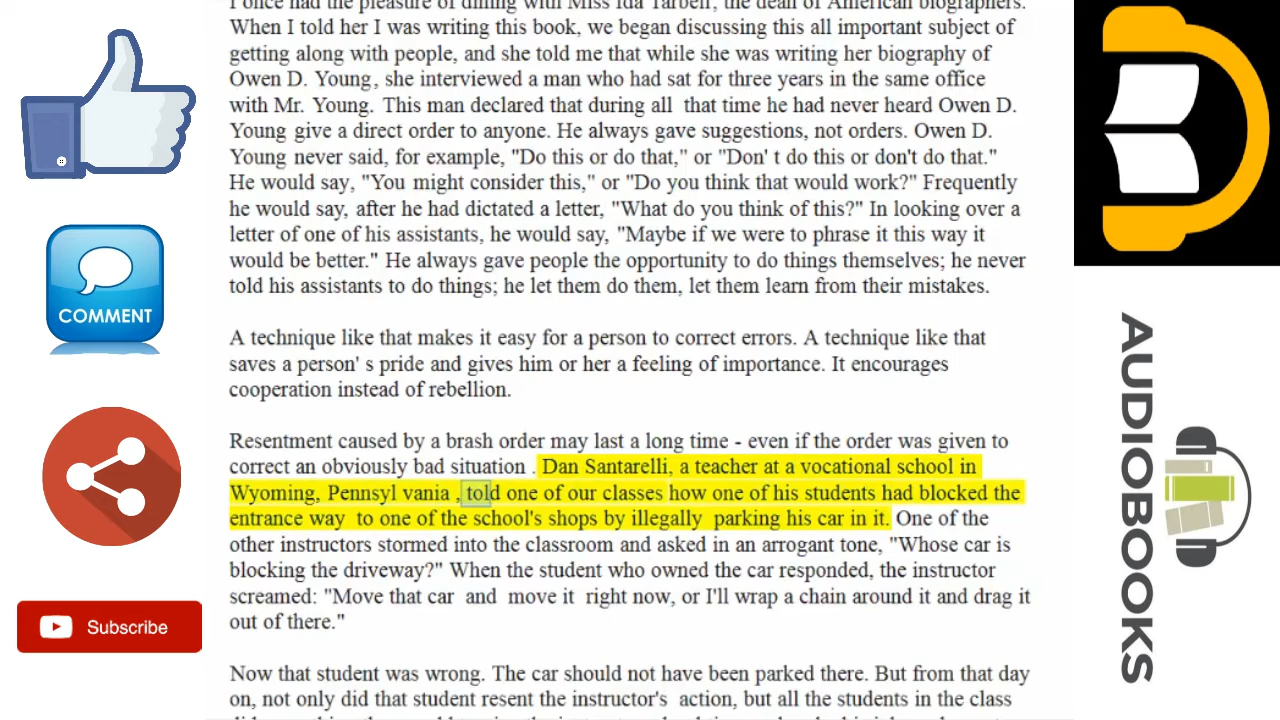 I once had the pleasure of dining with Miss Ida Tarbell, the dean of American biographers.
When I told her I was writing this book, we began discussing this all important subject of
getting along with people, and she told me that while she was writing her biography of
Owen D. Young, she interviewed a man who had sat for three years in the same office
with Mr. Young. This man declared that during all that time he had never heard Owen D.
Young give a direct order to anyone. He always gave suggestions, not orders. Owen D.
Young never said, for example, "Do this or do that," or "Don' t do this or don't do that."
He would say, "You might consider this," or "Do you think that would work?" Frequently
he would say, after he had dictated a letter, "What do you think of this?" In looking over a
letter of one of his assistants, he would say, "Maybe if we were to phrase it this way it
would be better." He always gave people the opportunity to do things themselves; he never
told his assistants to do things; he let them do them, let them learn from their mistakes.
A technique like that makes it easy for a person to correct errors. A technique like that
saves a person' s pride and gives him or her a feeling of importance. It encourages
cooperation instead of rebellion.
Resentment caused by a brash order may last a long time - even if the order was given to
correct an obviously bad situation . Dan Santarelli, a teacher at a vocational school in
Wyoming, Pennsyl vania , told one of our classes how one of his students had blocked the
entrance way to one of the school's shops by illegally parking his car in it. One of the
other instructors stormed into the classroom and asked in an arrogant tone, "Whose car is
blocking the driveway?" When the student who owned the car responded, the instructor
screamed: "Move that car and move it right now, or I'll wrap a chain around it and drag it
out of there."
Now that student was wrong. The car should not have been parked there. But from that day
on, not only did that student resent the instructor's action, but all the students in the class
COMMENT
Subscribe
AUDIOBOOKS